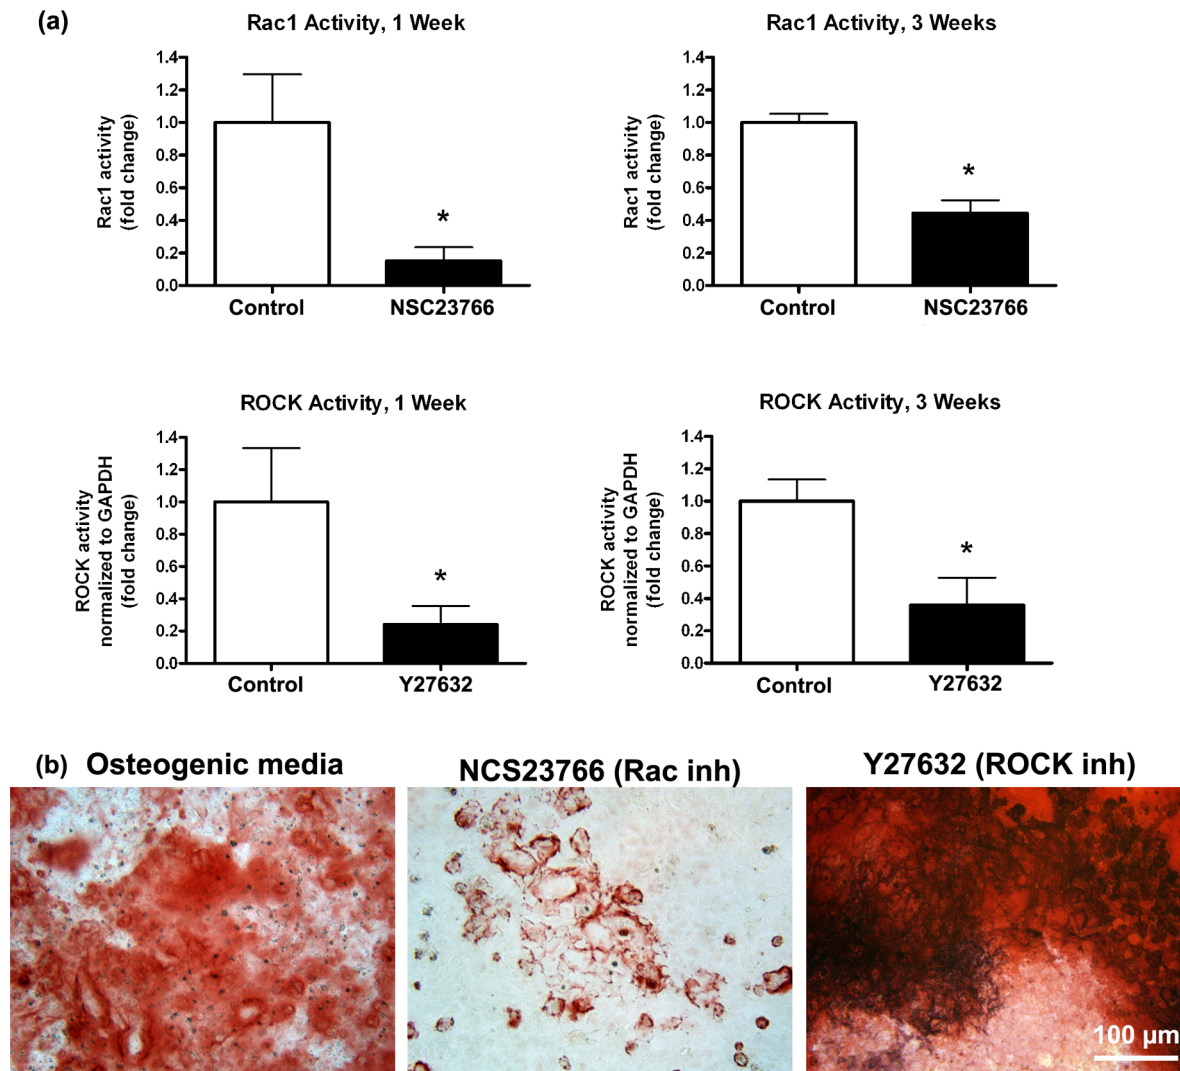 (a)
Rac1 Activity, 1 Week
Rac1 activity
(fold change)
1.4
1.2
1.0
0.8
0.6
0.4
0.2
0.0
*
Control
NSC23766
Rac1 Activity, 3 Weeks
Rac1 activity
(fold change)
1.4
1.2
1.0
0.8
0.6
0.4
0.2
0.0
*
Control
NSC23766
ROCK Activity, 1 Week
ROCK activity
normalized to GAPDH
(fold change)
1.4
1.2
1.0
0.8
0.6
0.4
0.2
0.0
*
Control
Y27632
ROCK Activity, 3 Weeks
ROCK activity
normalized to GAPDH
(fold change)
1.4
1.2
1.0
0.8
0.6
0.4
0.2
0.0
*
Control
Y27632
(b)
Osteogenic media
NCS23766 (Rac inh)
Y27632 (ROCK inh)
100 µm